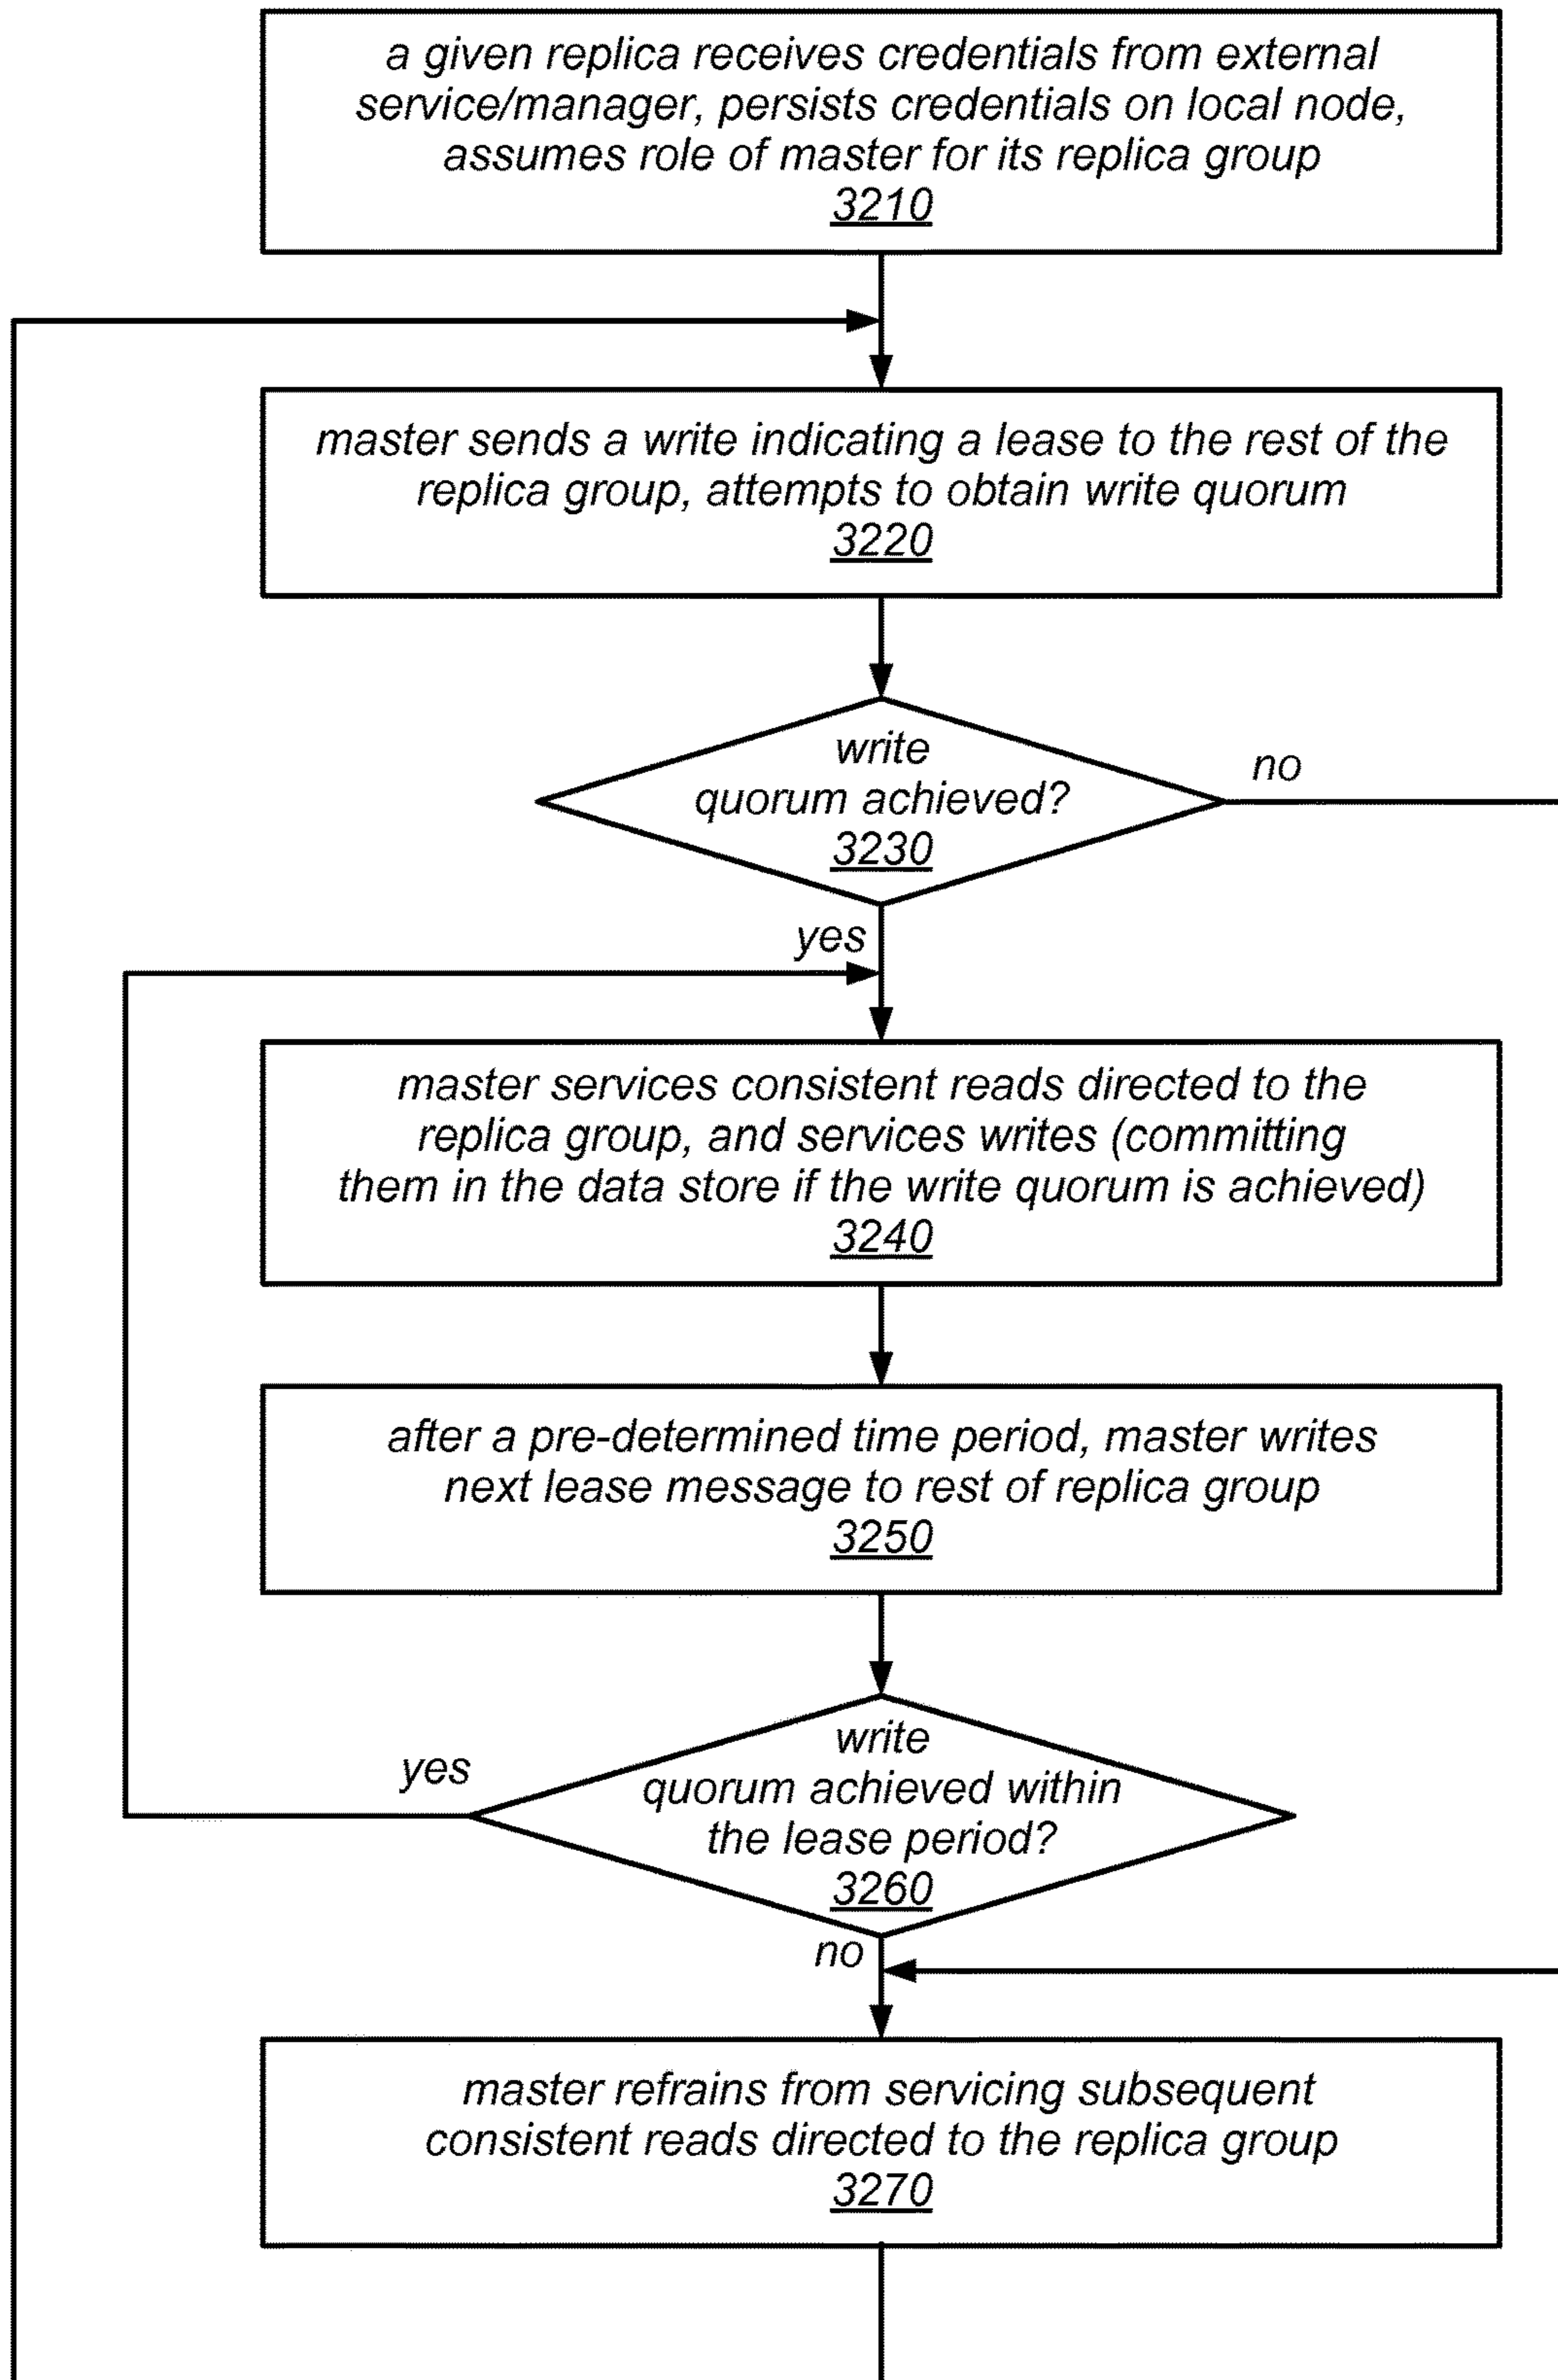 a given replica receives credentials from external
service/manager, persists credentials on local node,
assumes role of master for its replica group
3210
master sends a write indicating a lease to the rest of the
replica group, attempts to obtain write quorum
3220
write
quorum achieved?
3230
no
yes
master services consistent reads directed to the
replica group, and services writes (committing
them in the data store if the write quorum is achieved)
3240
after a pre-determined time period, master writes
next lease message to rest of replica group
3250
write
quorum achieved within
the lease period?
3260
yes
no
master refrains from servicing subsequent
consistent reads directed to the replica group
3270